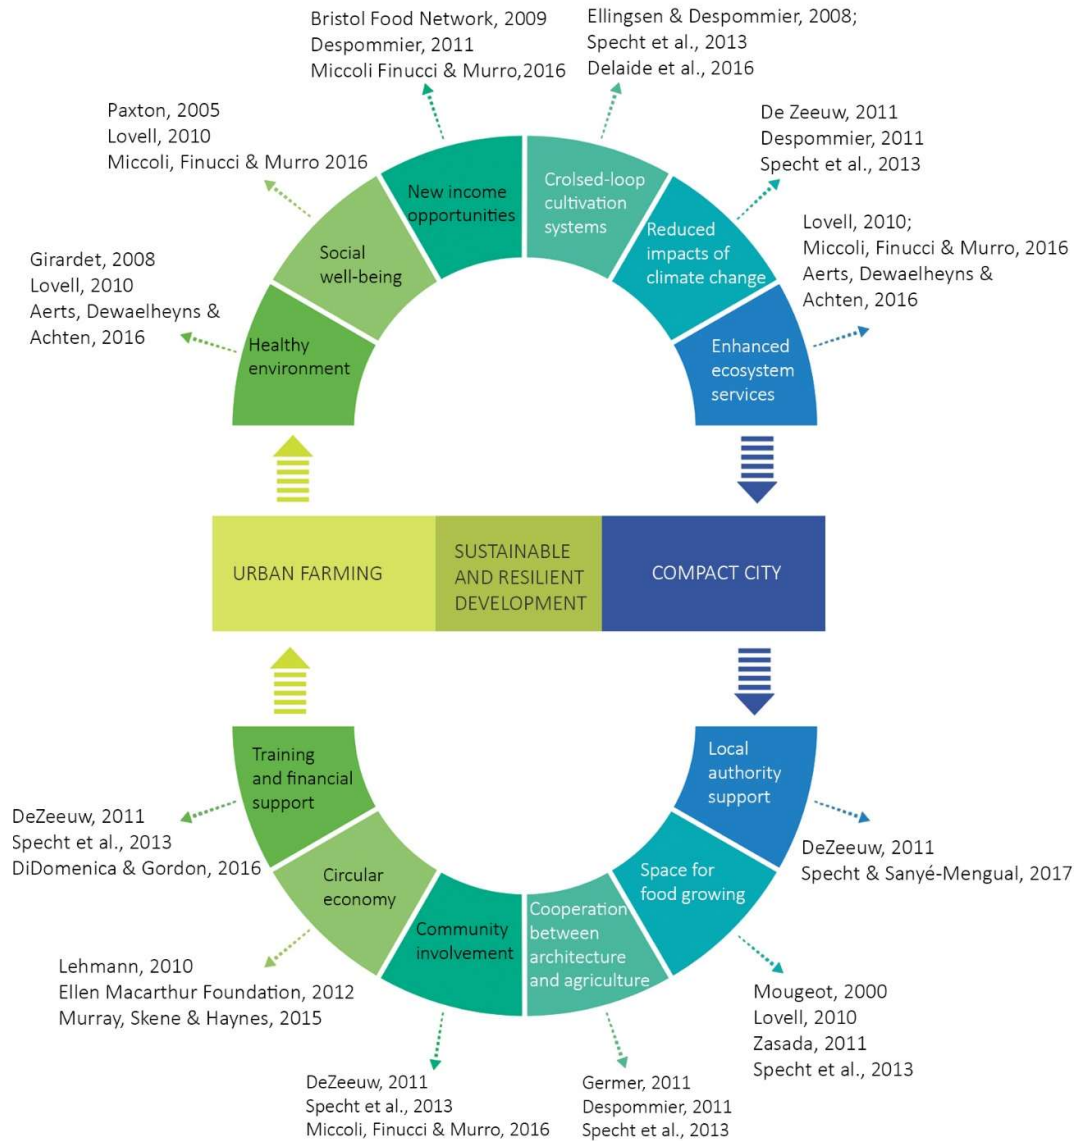 Bristol Food Network, 2009
Despommier, 2011
Miccoli Finucci & Murro,2016
Ellingsen & Despommier, 2008;
Specht et al., 2013
Delaide et al., 2016
Paxton, 2005
Lovell, 2010
Miccoli, Finucci & Murro 2016
De Zeeuw, 2011
Despommier, 2011
Specht et al., 2013
Girardet, 2008
Lovell, 2010
Aerts, Dewaelheyns &
Achten, 2016
Lovell, 2010;
Miccoli, Finucci & Murro, 2016
Aerts, Dewaelheyns &
Achten, 2016
Healthy
environment
Social
well-being
New income
opportunities
Crolsed-loop
cultivation
systems
Reduced
impacts of
climate change
Enhanced
ecosystem
services
URBAN FARMING
SUSTAINABLE
AND RESILIENT
DEVELOPMENT
COMPACT CITY
Training
and financial
support
Circular
economy
Community
involvement
Cooperation
between
architecture
and agriculture
Space for
food growing
Local
authority
support
DeZeeuw, 2011
Specht et al., 2013
DiDomenica & Gordon, 2016
DeZeeuw, 2011
Specht & Sanyé-Mengual, 2017
Lehmann, 2010
Ellen Macarthur Foundation, 2012
Murray, Skene & Haynes, 2015
Mougeot, 2000
Lovell, 2010
Zasada, 2011
Specht et al., 2013
DeZeeuw, 2011
Specht et al., 2013
Miccoli, Finucci & Murro, 2016
Germer, 2011
Despommier, 2011
Specht et al., 2013